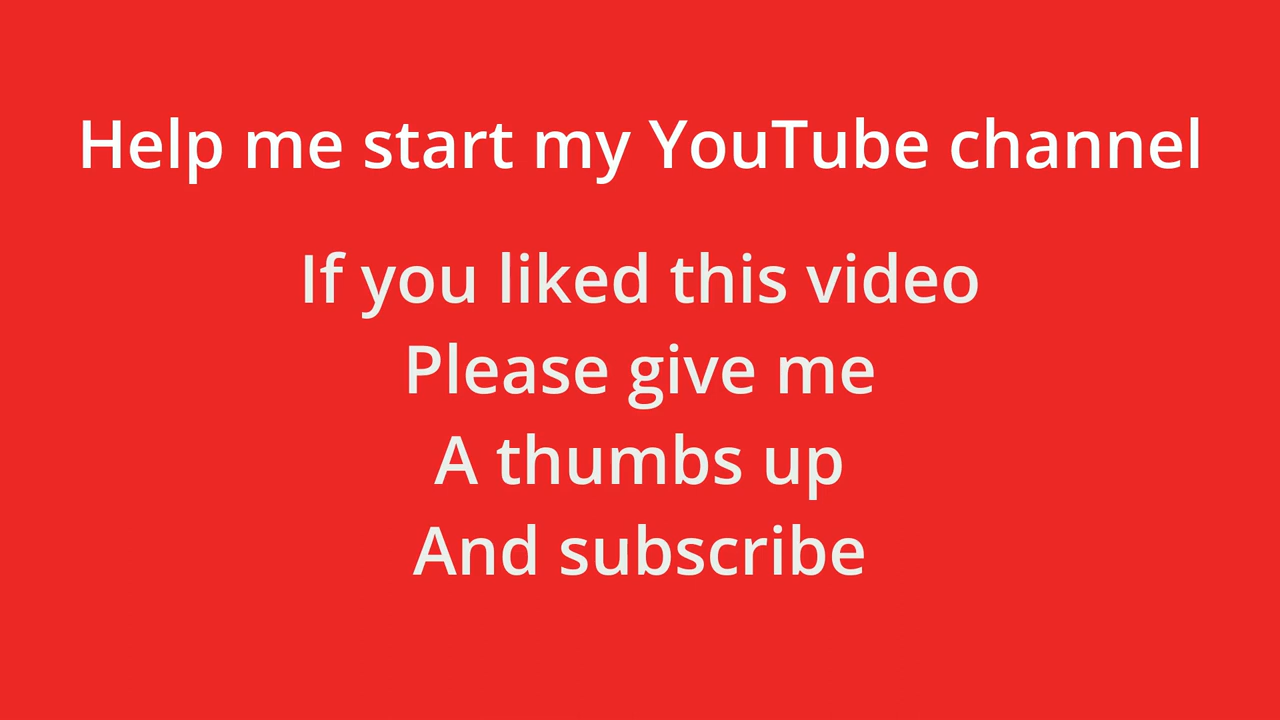 Help me start my YouTube channel
If you liked this video
Please give me
A thumbs up
And subscribe